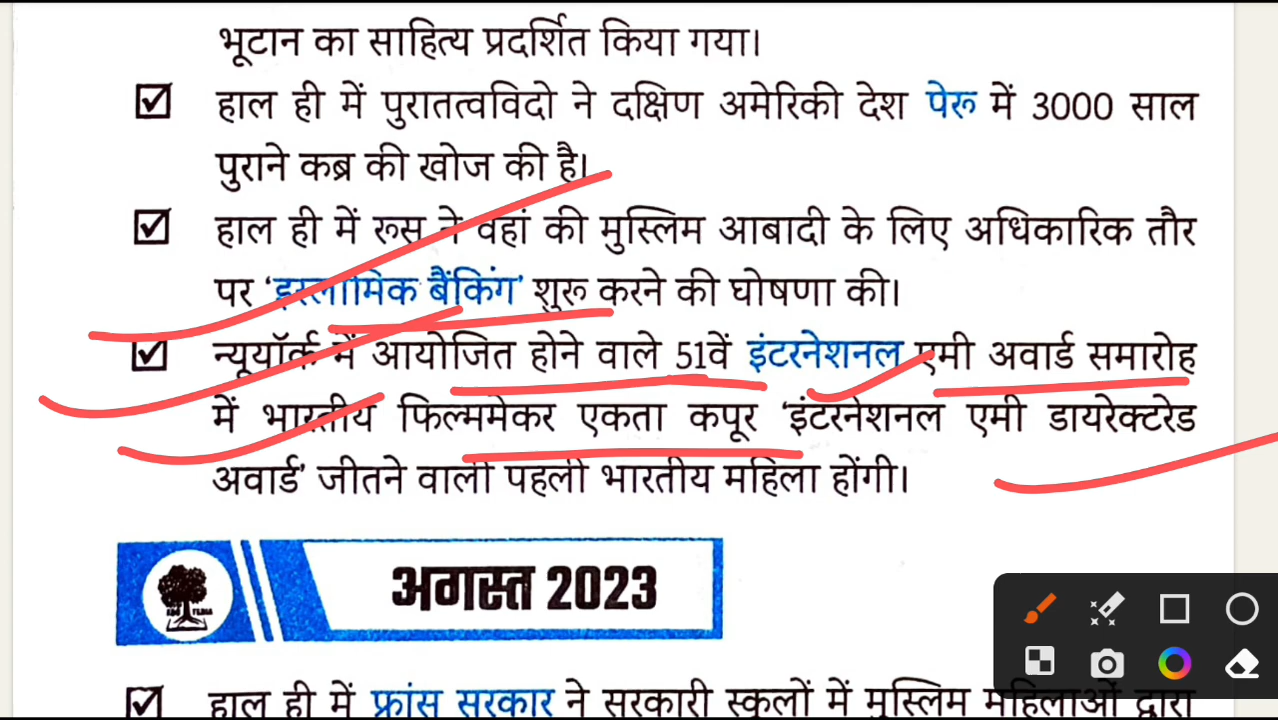 भूटान का साहित्य प्रदर्शित किया गया।
हाल ही में पुरातत्वविदो ने दक्षिण अमेरिकी देश पेरू में 3000 साल
पुराने कब्र की खोज की है।
हाल ही में रूस ने वहां की मुस्लिम आबादी के लिए अधिकारिक तौर
पर 'इस्लामिक बैंकिंग' शुरू करने की घोषणा की।
न्यूयॉर्क में आयोजित होने वाले 51वें इंटरनेशनल एमी अवार्ड समारोह
में भारतीय फिल्ममेकर एकता कपूर 'इंटरनेशनल एमी डायरेक्टरेड
अवार्ड' जीतने वाली पहली भारतीय महिला होंगी।
अगस्त 2023
हाल ही में फ्रांस सरकार ने सरकारी स्कूलों में मुस्लिम महिलाओं द्वारा